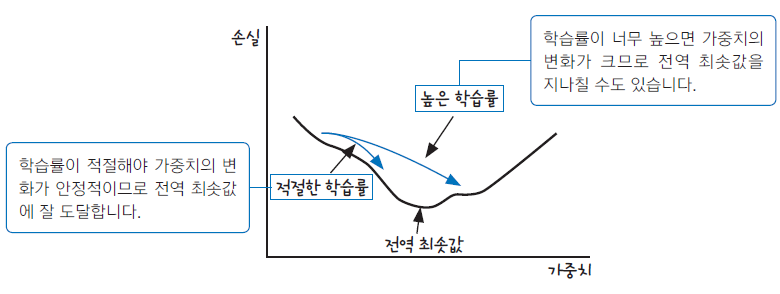 손실
학습률이 너무 높으면 가중치의
변화가 크므로 전역 최솟값을
지나칠 수도 있습니다.
높은 학습률
학습률이 적절해야 가중치의 변
화가 안정적이므로 전역 최솟값
에 잘 도달합니다.
적절한 학습률
전역 최솟값
가중치